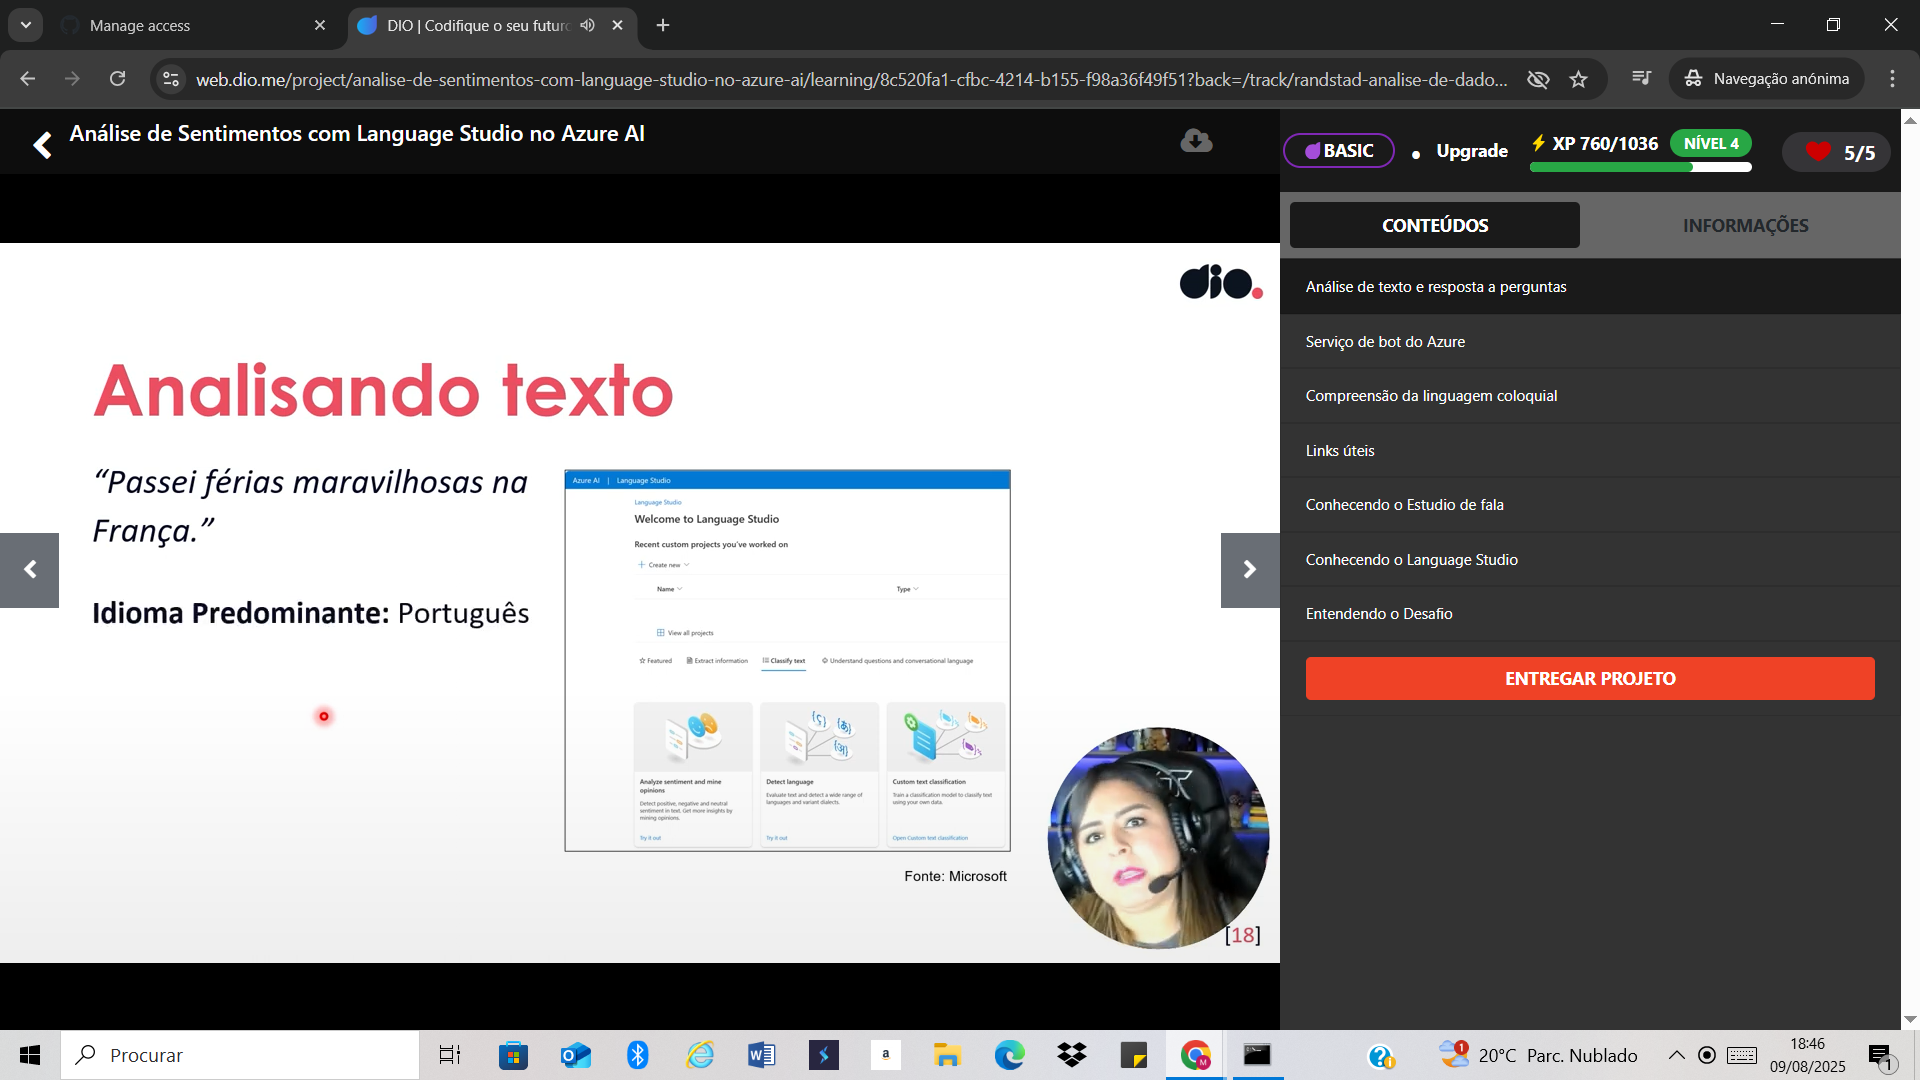 Manage access
DIO | Codifique o seu futuro
web.dio.me/project/analise-de-sentimentos-com-language-studio-no-azure-ai/learning/8c520fa1-cfbc-4214-b155-f98a36f49f51?back=/track/randstad-analise-de-dado...
Navegação anónima
Análise de Sentimentos com Language Studio no Azure AI
BASIC
Upgrade
XP 760/1036
NÍVEL 4
5/5
CONTEÚDOS
INFORMAÇÕES
Análise de texto e resposta a perguntas
Serviço de bot do Azure
Compreensão da linguagem coloquial
Links úteis
Conhecendo o Estudio de fala
Conhecendo o Language Studio
Entendendo o Desafio
ENTREGAR PROJETO
dio.
Analisando texto
“Passei férias maravilhosas na
França.”
Idioma Predominante: Português
Azure AI | Language Studio
Language Studio
Welcome to Language Studio
Recent custom projects you've worked on
Create new
Name
Type
View all projects
Featured
Extract information
Classify text
Understand questions and conversational language
Analyze sentiment and mine
opinions
Detect positive, negative and neutral
sentiment in text. Get more insights by
mining opinions.
Try it out
Detect language
Evaluate text and detect a wide range of
languages and variant dialects.
Try it out
Custom text classification
Train a classification model to classify text
using your own data.
Open Custom text classification
Fonte: Microsoft
[18]
Procurar
a
1
20°C Parc. Nublado
18:46
09/08/2025
1